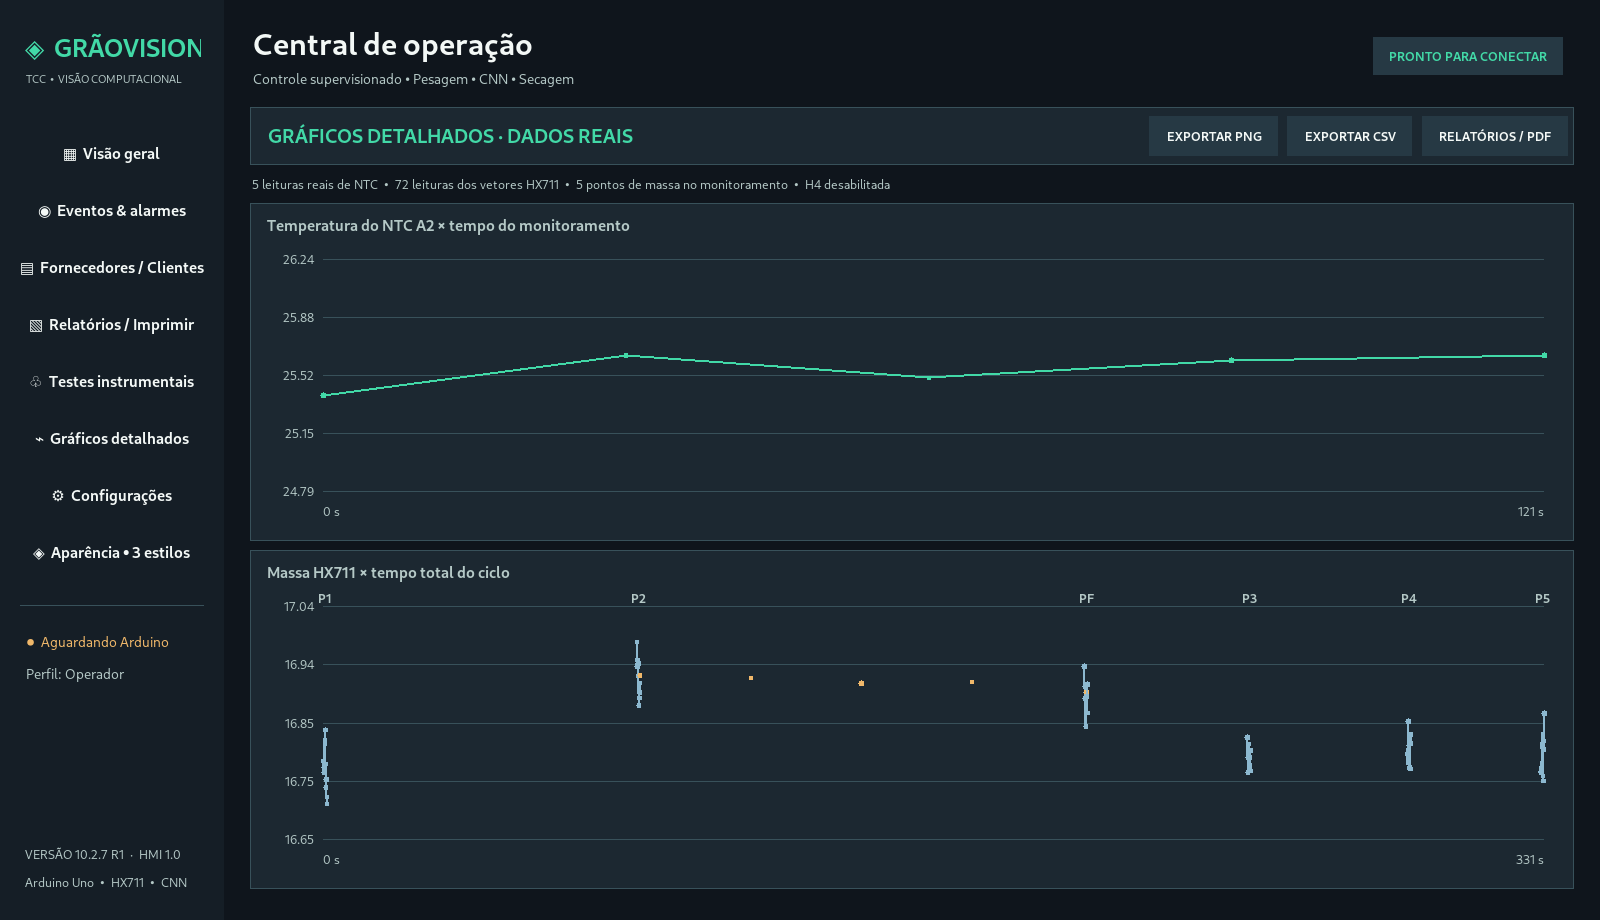 ◈ GRÃOVISION
TCC • VISÃO COMPUTACIONAL
▦ Visão geral
◉ Eventos & alarmes
▤ Fornecedores / Clientes
▧ Relatórios / Imprimir
♧ Testes instrumentais
⌁ Gráficos detalhados
⚙ Configurações
◈ Aparência • 3 estilos
● Aguardando Arduino
Perfil: Operador
VERSÃO 10.2.7 R1 · HMI 1.0
Arduino Uno • HX711 • CNN
Central de operação
Controle supervisionado • Pesagem • CNN • Secagem
PRONTO PARA CONECTAR
GRÁFICOS DETALHADOS · DADOS REAIS
EXPORTAR PNG
EXPORTAR CSV
RELATÓRIOS / PDF
5 leituras reais de NTC • 72 leituras dos vetores HX711 • 5 pontos de massa no monitoramento • H4 desabilitada
Temperatura do NTC A2 × tempo do monitoramento
26.24
25.88
25.52
25.15
24.79
0 s
121 s
Massa HX711 × tempo total do ciclo
P1
P2
PF
P3
P4
P5
17.04
16.94
16.85
16.75
16.65
0 s
331 s